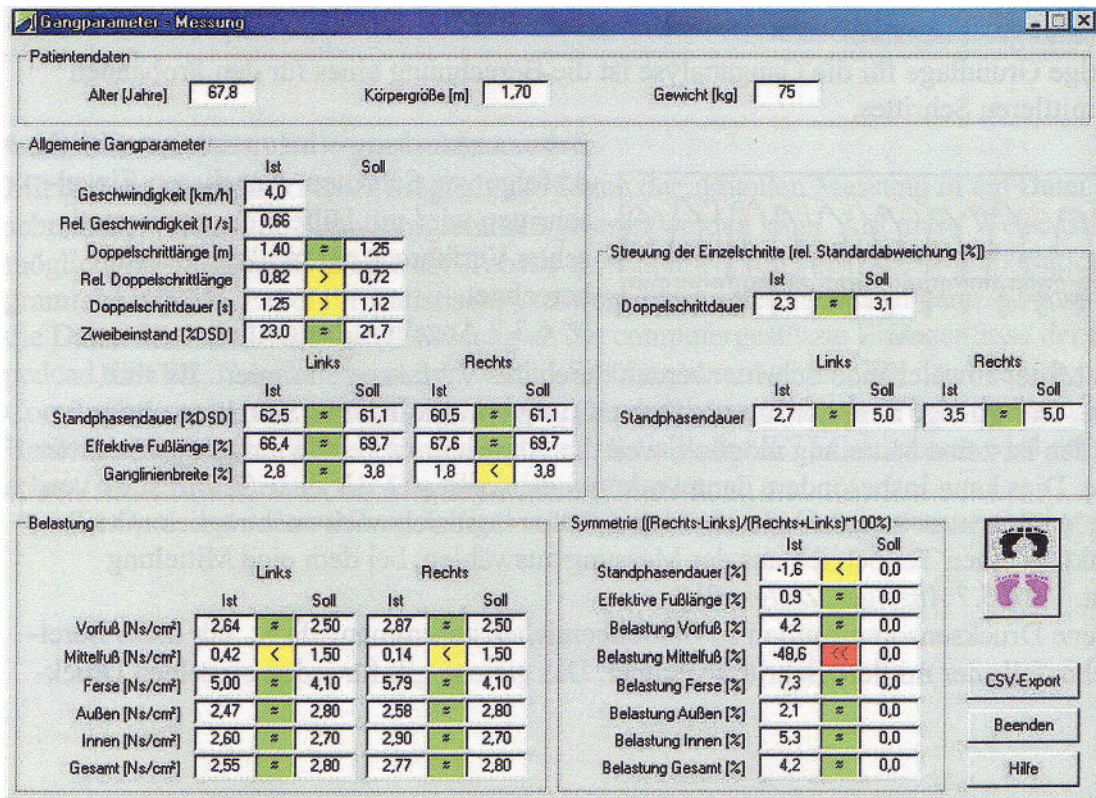 Gangparameter - Messung
Patientendaten
Alter [Jahre] 67,8 Körpergröße [m] 1,70 Gewicht [kg] 75
Allgemeine Gangparameter
Ist Soll
Geschwindigkeit [km/h] 4,0
Rel. Geschwindigkeit [1/s] 0,66
Doppelschrittlänge [m] 1,40 ≈ 1,25
Rel. Doppelschrittlänge 0,82 > 0,72
Doppelschrittdauer [s] 1,25 > 1,12
Zweibeinstand [%DSD] 23,0 ≈ 21,7
Links Rechts
Ist Soll Ist Soll
Standphasendauer [%DSD] 62,5 ≈ 61,1 60,5 ≈ 61,1
Effektive Fußlänge [%] 66,4 ≈ 69,7 67,6 ≈ 69,7
Ganglinienbreite [%] 2,8 ≈ 3,8 1,8 < 3,8
Streuung der Einzelschritte (rel. Standardabweichung [%])
Ist Soll
Doppelschrittdauer 2,3 ≈ 3,1
Links Rechts
Ist Soll Ist Soll
Standphasendauer 2,7 ≈ 5,0 3,5 ≈ 5,0
Belastung
Links Rechts
Ist Soll Ist Soll
Vorfuß [Ns/cm²] 2,64 ≈ 2,50 2,87 ≈ 2,50
Mittelfuß [Ns/cm²] 0,42 < 1,50 0,14 < 1,50
Ferse [Ns/cm²] 5,00 ≈ 4,10 5,79 ≈ 4,10
Außen [Ns/cm²] 2,47 ≈ 2,80 2,58 ≈ 2,80
Innen [Ns/cm²] 2,60 ≈ 2,70 2,90 ≈ 2,70
Gesamt [Ns/cm²] 2,55 ≈ 2,80 2,77 ≈ 2,80
Symmetrie ((Rechts-Links)/(Rechts+Links)*100%)
Ist Soll
Standphasendauer [%] -1,6 < 0,0
Effektive Fußlänge [%] 0,9 ≈ 0,0
Belastung Vorfuß [%] 4,2 ≈ 0,0
Belastung Mittelfuß [%] -48,6 << 0,0
Belastung Ferse [%] 7,3 ≈ 0,0
Belastung Außen [%] 2,1 ≈ 0,0
Belastung Innen [%] 5,3 ≈ 0,0
Belastung Gesamt [%] 4,2 ≈ 0,0
CSV-Export
Beenden
Hilfe